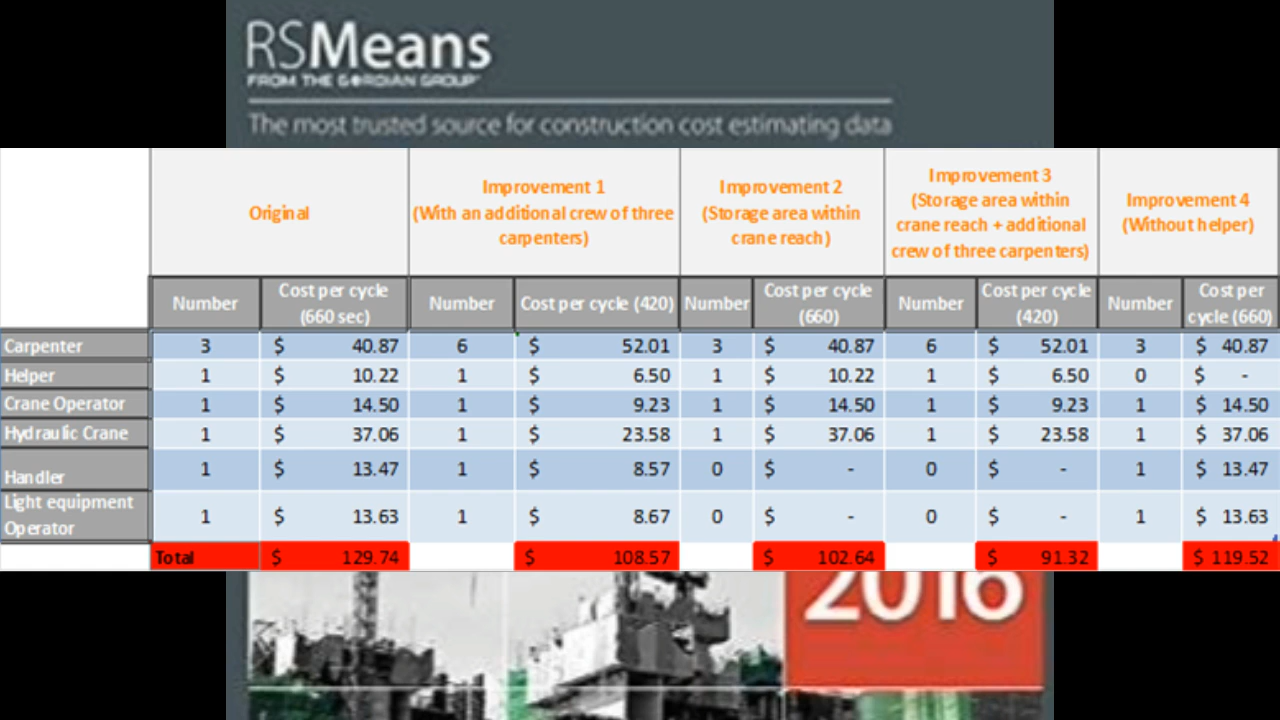 RSMeans
FROM THE GORDIAN GROUP
The most trusted source for construction cost estimating data
Original
Improvement 1
(With an additional crew of three
carpenters)
Improvement 2
(Storage area within
crane reach)
Improvement 3
(Storage area within
crane reach + additional
crew of three carpenters)
Improvement 4
(Without helper)
Number
Cost per cycle
(660 sec)
Number
Cost per cycle (420)
Number
Cost per cycle
(660)
Number
Cost per cycle
(420)
Number
Cost per
cycle (660)
Carpenter 3 $ 40.87 6 $ 52.01 3 $ 40.87 6 $ 52.01 3 $ 40.87
Helper 1 $ 10.22 1 $ 6.50 1 $ 10.22 1 $ 6.50 0 $ -
Crane Operator 1 $ 14.50 1 $ 9.23 1 $ 14.50 1 $ 9.23 1 $ 14.50
Hydraulic Crane 1 $ 37.06 1 $ 23.58 1 $ 37.06 1 $ 23.58 1 $ 37.06
Handler 1 $ 13.47 1 $ 8.57 0 $ - 0 $ - 1 $ 13.47
Light equipment
Operator 1 $ 13.63 1 $ 8.67 0 $ - 0 $ - 1 $ 13.63
Total $ 129.74 $ 108.57 $ 102.64 $ 91.32 $ 119.52
2016